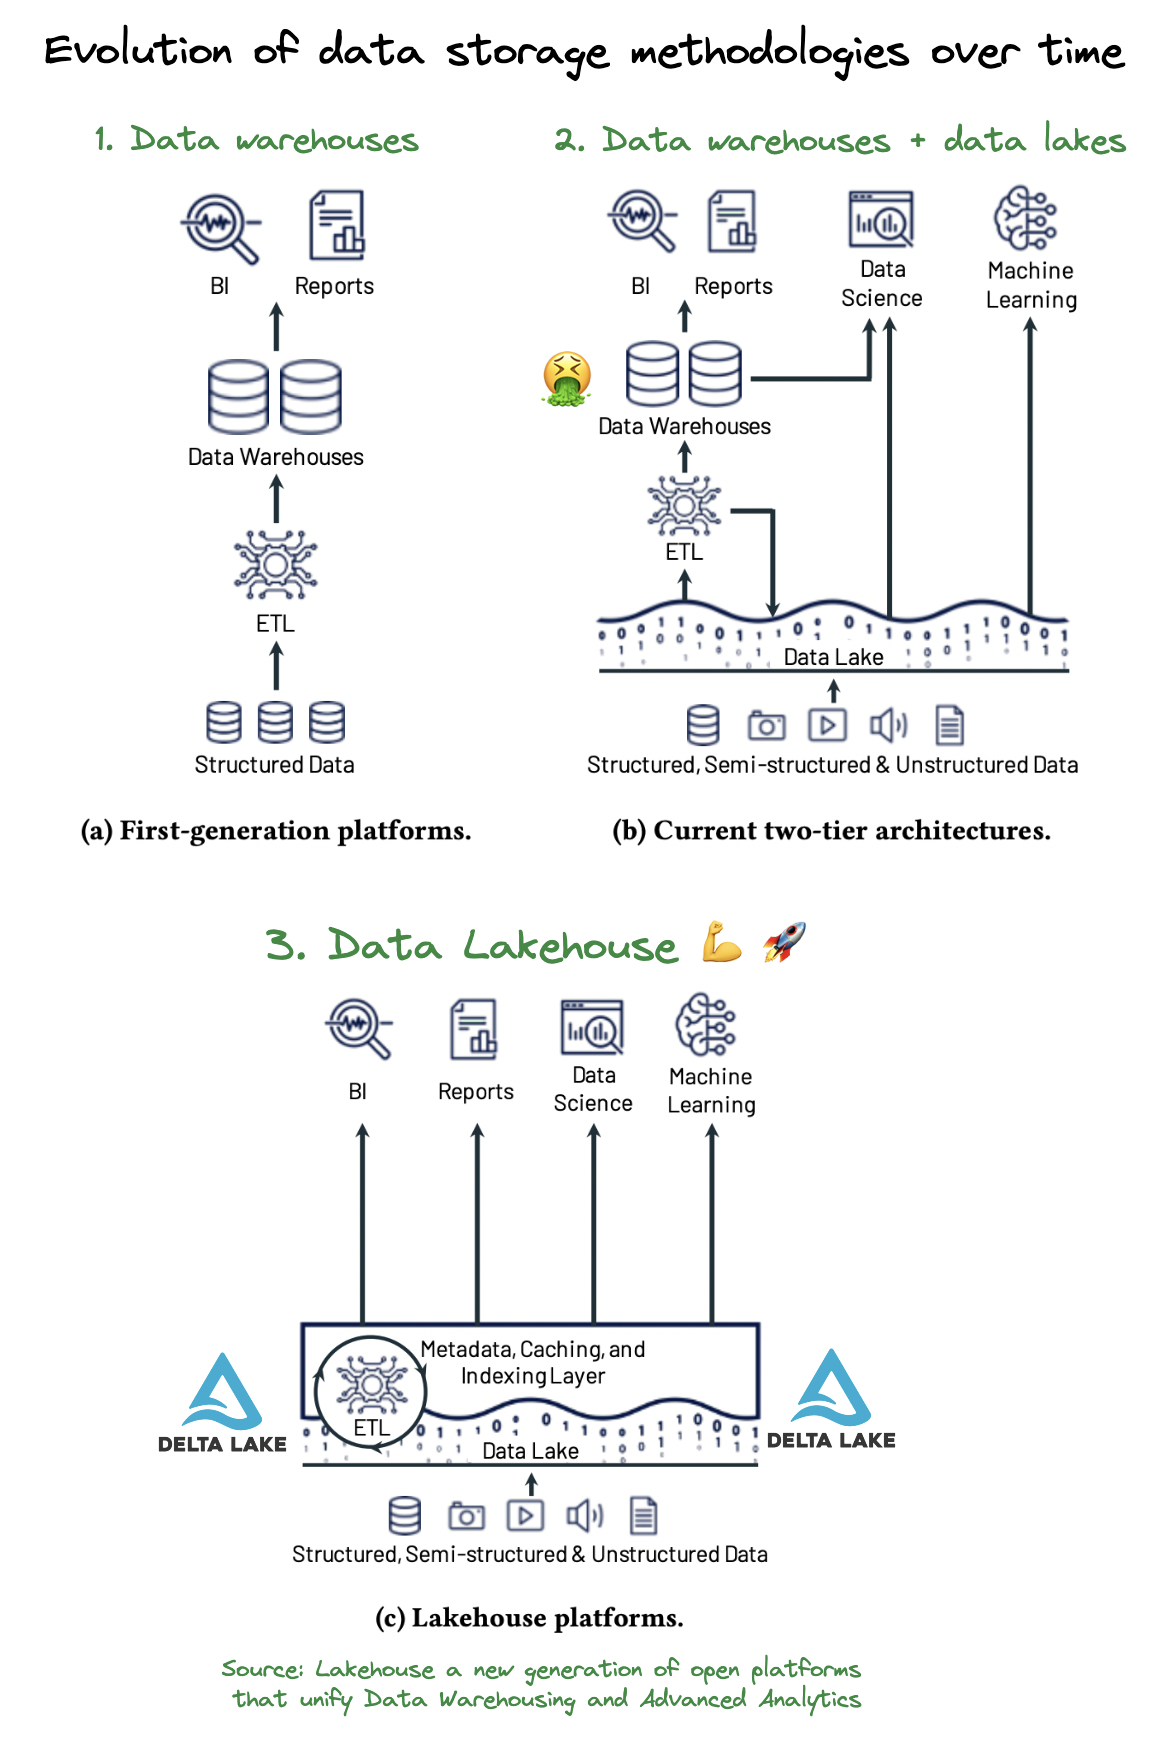 Evolution of data storage methodologies over time
1. Data warehouses
BI
Reports
Data Warehouses
ETL
Structured Data
(a) First-generation platforms.
2. Data warehouses + data lakes
BI
Reports
Data
Science
Machine
Learning
Data Warehouses
ETL
Data Lake
Structured, Semi-structured & Unstructured Data
(b) Current two-tier architectures.
3. Data Lakehouse
BI
Reports
Data
Science
Machine
Learning
Metadata, Caching, and
Indexing Layer
ETL
Data Lake
DELTA LAKE
DELTA LAKE
Structured, Semi-structured & Unstructured Data
(c) Lakehouse platforms.
Source: Lakehouse a new generation of open platforms
that unify Data Warehousing and Advanced Analytics